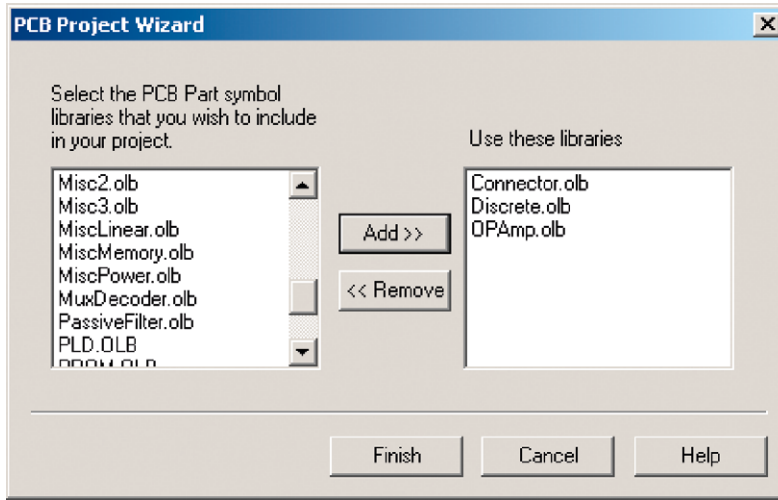 PCB Project Wizard
Select the PCB Part symbol
libraries that you wish to include
in your project.
Misc2.olb
Misc3.olb
MiscLinear.olb
MiscMemory.olb
MiscPower.olb
MuxDecoder.olb
PassiveFilter.olb
PLD.OLB
Add >>
<< Remove
Use these libraries
Connector.olb
Discrete.olb
OPAmp.olb
Finish
Cancel
Help